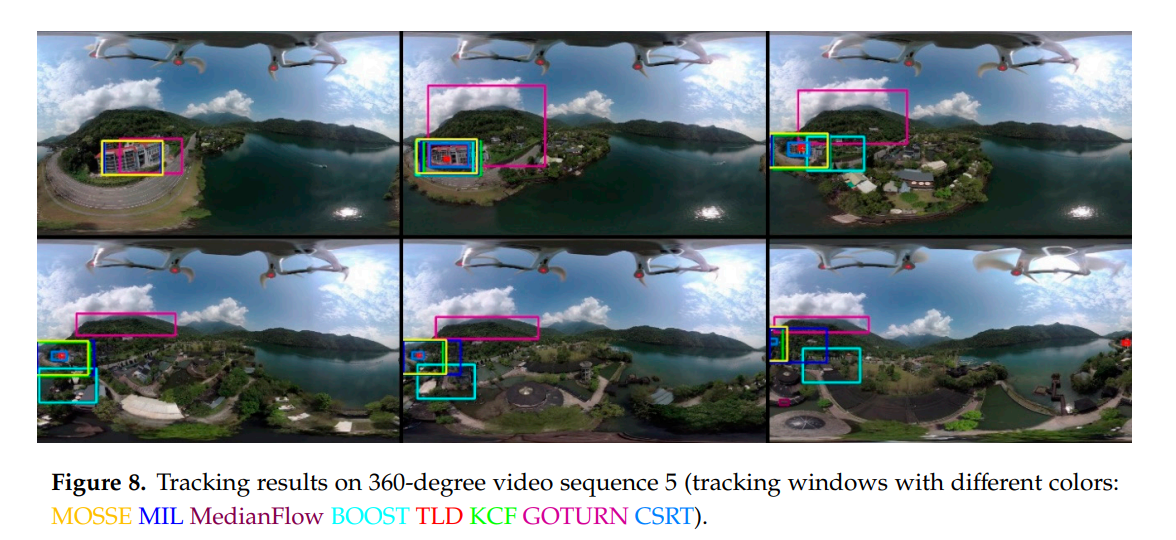 Figure 8. Tracking results on 360-degree video sequence 5 (tracking windows with different colors:
MOSSE MIL MedianFlow BOOST TLD KCF GOTURN CSRT).